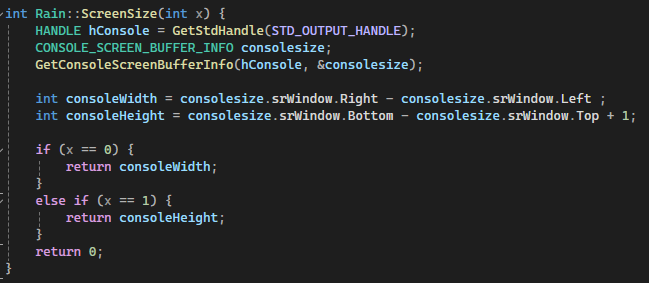 int Rain::ScreenSize(int x) {
    HANDLE hConsole = GetStdHandle(STD_OUTPUT_HANDLE);
    CONSOLE_SCREEN_BUFFER_INFO consolesize;
    GetConsoleScreenBufferInfo(hConsole, &consolesize);

    int consoleWidth = consolesize.srWindow.Right - consolesize.srWindow.Left ;
    int consoleHeight = consolesize.srWindow.Bottom - consolesize.srWindow.Top + 1;

    if (x == 0) {
        return consoleWidth;
    }
    else if (x == 1) {
        return consoleHeight;
    }
    return 0;
}